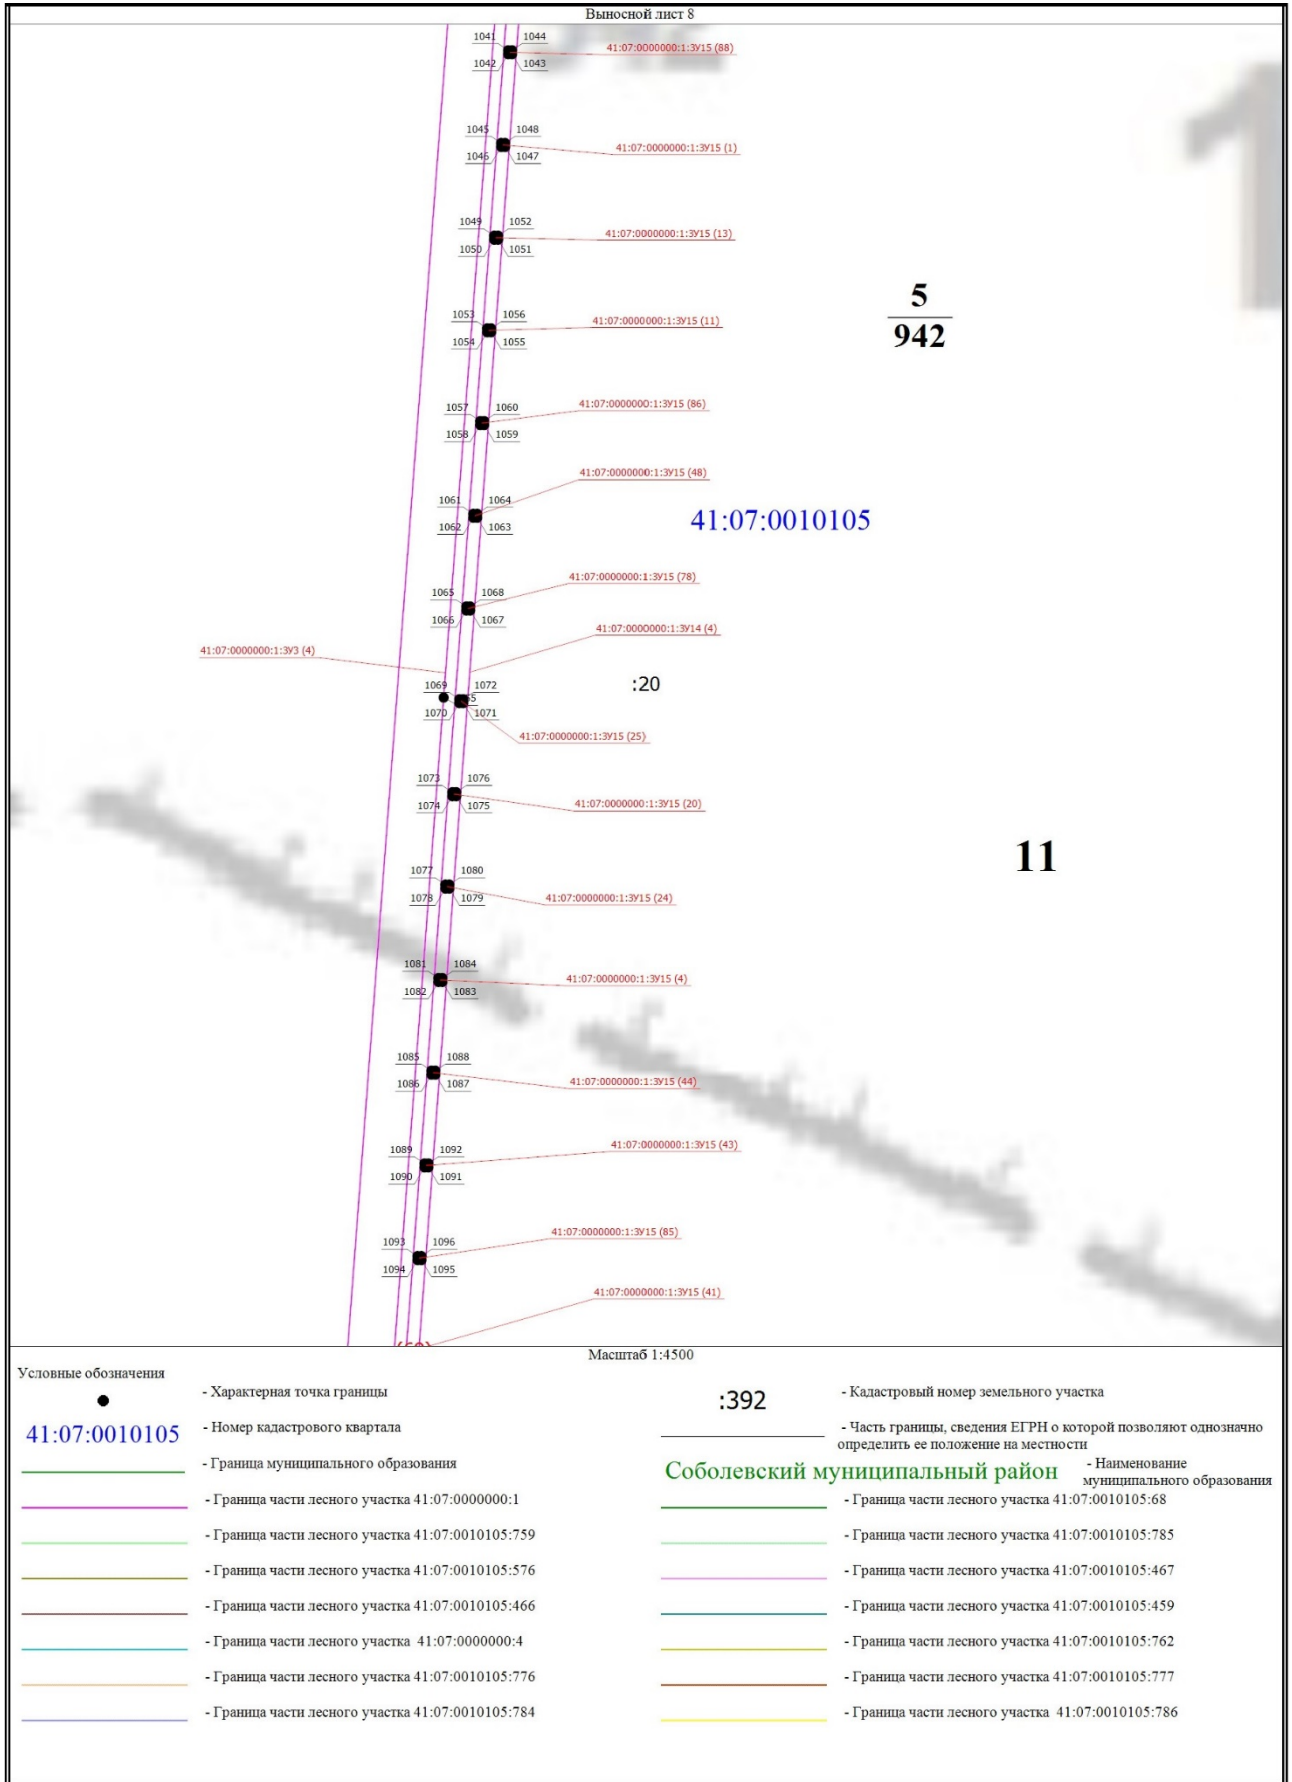 Выносной лист 8
1041 1044
41:07:0000000:1:ЗУ15 (88)
1042 1043
1045 1048
41:07:0000000:1:ЗУ15 (1)
1046 1047
1
1049 1052
41:07:0000000:1:ЗУ15 (13)
1050 1051
5
942
1053 1056
41:07:0000000:1:ЗУ15 (11)
1054 1055
1057 1060
41:07:0000000:1:ЗУ15 (86)
1058 1059
41:07:0000000:1:ЗУ15 (48)
1061 1064
1062 1063
41:07:0010105
41:07:0000000:1:ЗУ15 (78)
1065 1068
1066 1067
41:07:0000000:1:ЗУ14 (4)
41:07:0000000:1:ЗУ3 (4)
1069 1072
:20
1070 1071
41:07:0000000:1:ЗУ15 (25)
1073 1076
1074 1075
41:07:0000000:1:ЗУ15 (20)
11
1077 1080
1078 1079
41:07:0000000:1:ЗУ15 (24)
1081 1084
41:07:0000000:1:ЗУ15 (4)
1082 1083
1085 1088
1086 1087
41:07:0000000:1:ЗУ15 (44)
1089 1092
41:07:0000000:1:ЗУ15 (43)
1090 1091
41:07:0000000:1:ЗУ15 (85)
1093 1096
1094 1095
41:07:0000000:1:ЗУ15 (41)
Масштаб 1:4500
Условные обозначения
- Характерная точка границы
:392
- Кадастровый номер земельного участка
41:07:0010105
- Номер кадастрового квартала
- Часть границы, сведения ЕГРН о которой позволяют однозначно
определить ее положение на местности
- Граница муниципального образования
Соболевский муниципальный район
- Наименование
муниципального образования
- Граница части лесного участка 41:07:0000000:1
- Граница части лесного участка 41:07:0010105:68
- Граница части лесного участка 41:07:0010105:759
- Граница части лесного участка 41:07:0010105:785
- Граница части лесного участка 41:07:0010105:576
- Граница части лесного участка 41:07:0010105:467
- Граница части лесного участка 41:07:0010105:466
- Граница части лесного участка 41:07:0010105:459
- Граница части лесного участка 41:07:0000000:4
- Граница части лесного участка 41:07:0010105:762
- Граница части лесного участка 41:07:0010105:776
- Граница части лесного участка 41:07:0010105:777
- Граница части лесного участка 41:07:0010105:784
- Граница части лесного участка 41:07:0010105:786